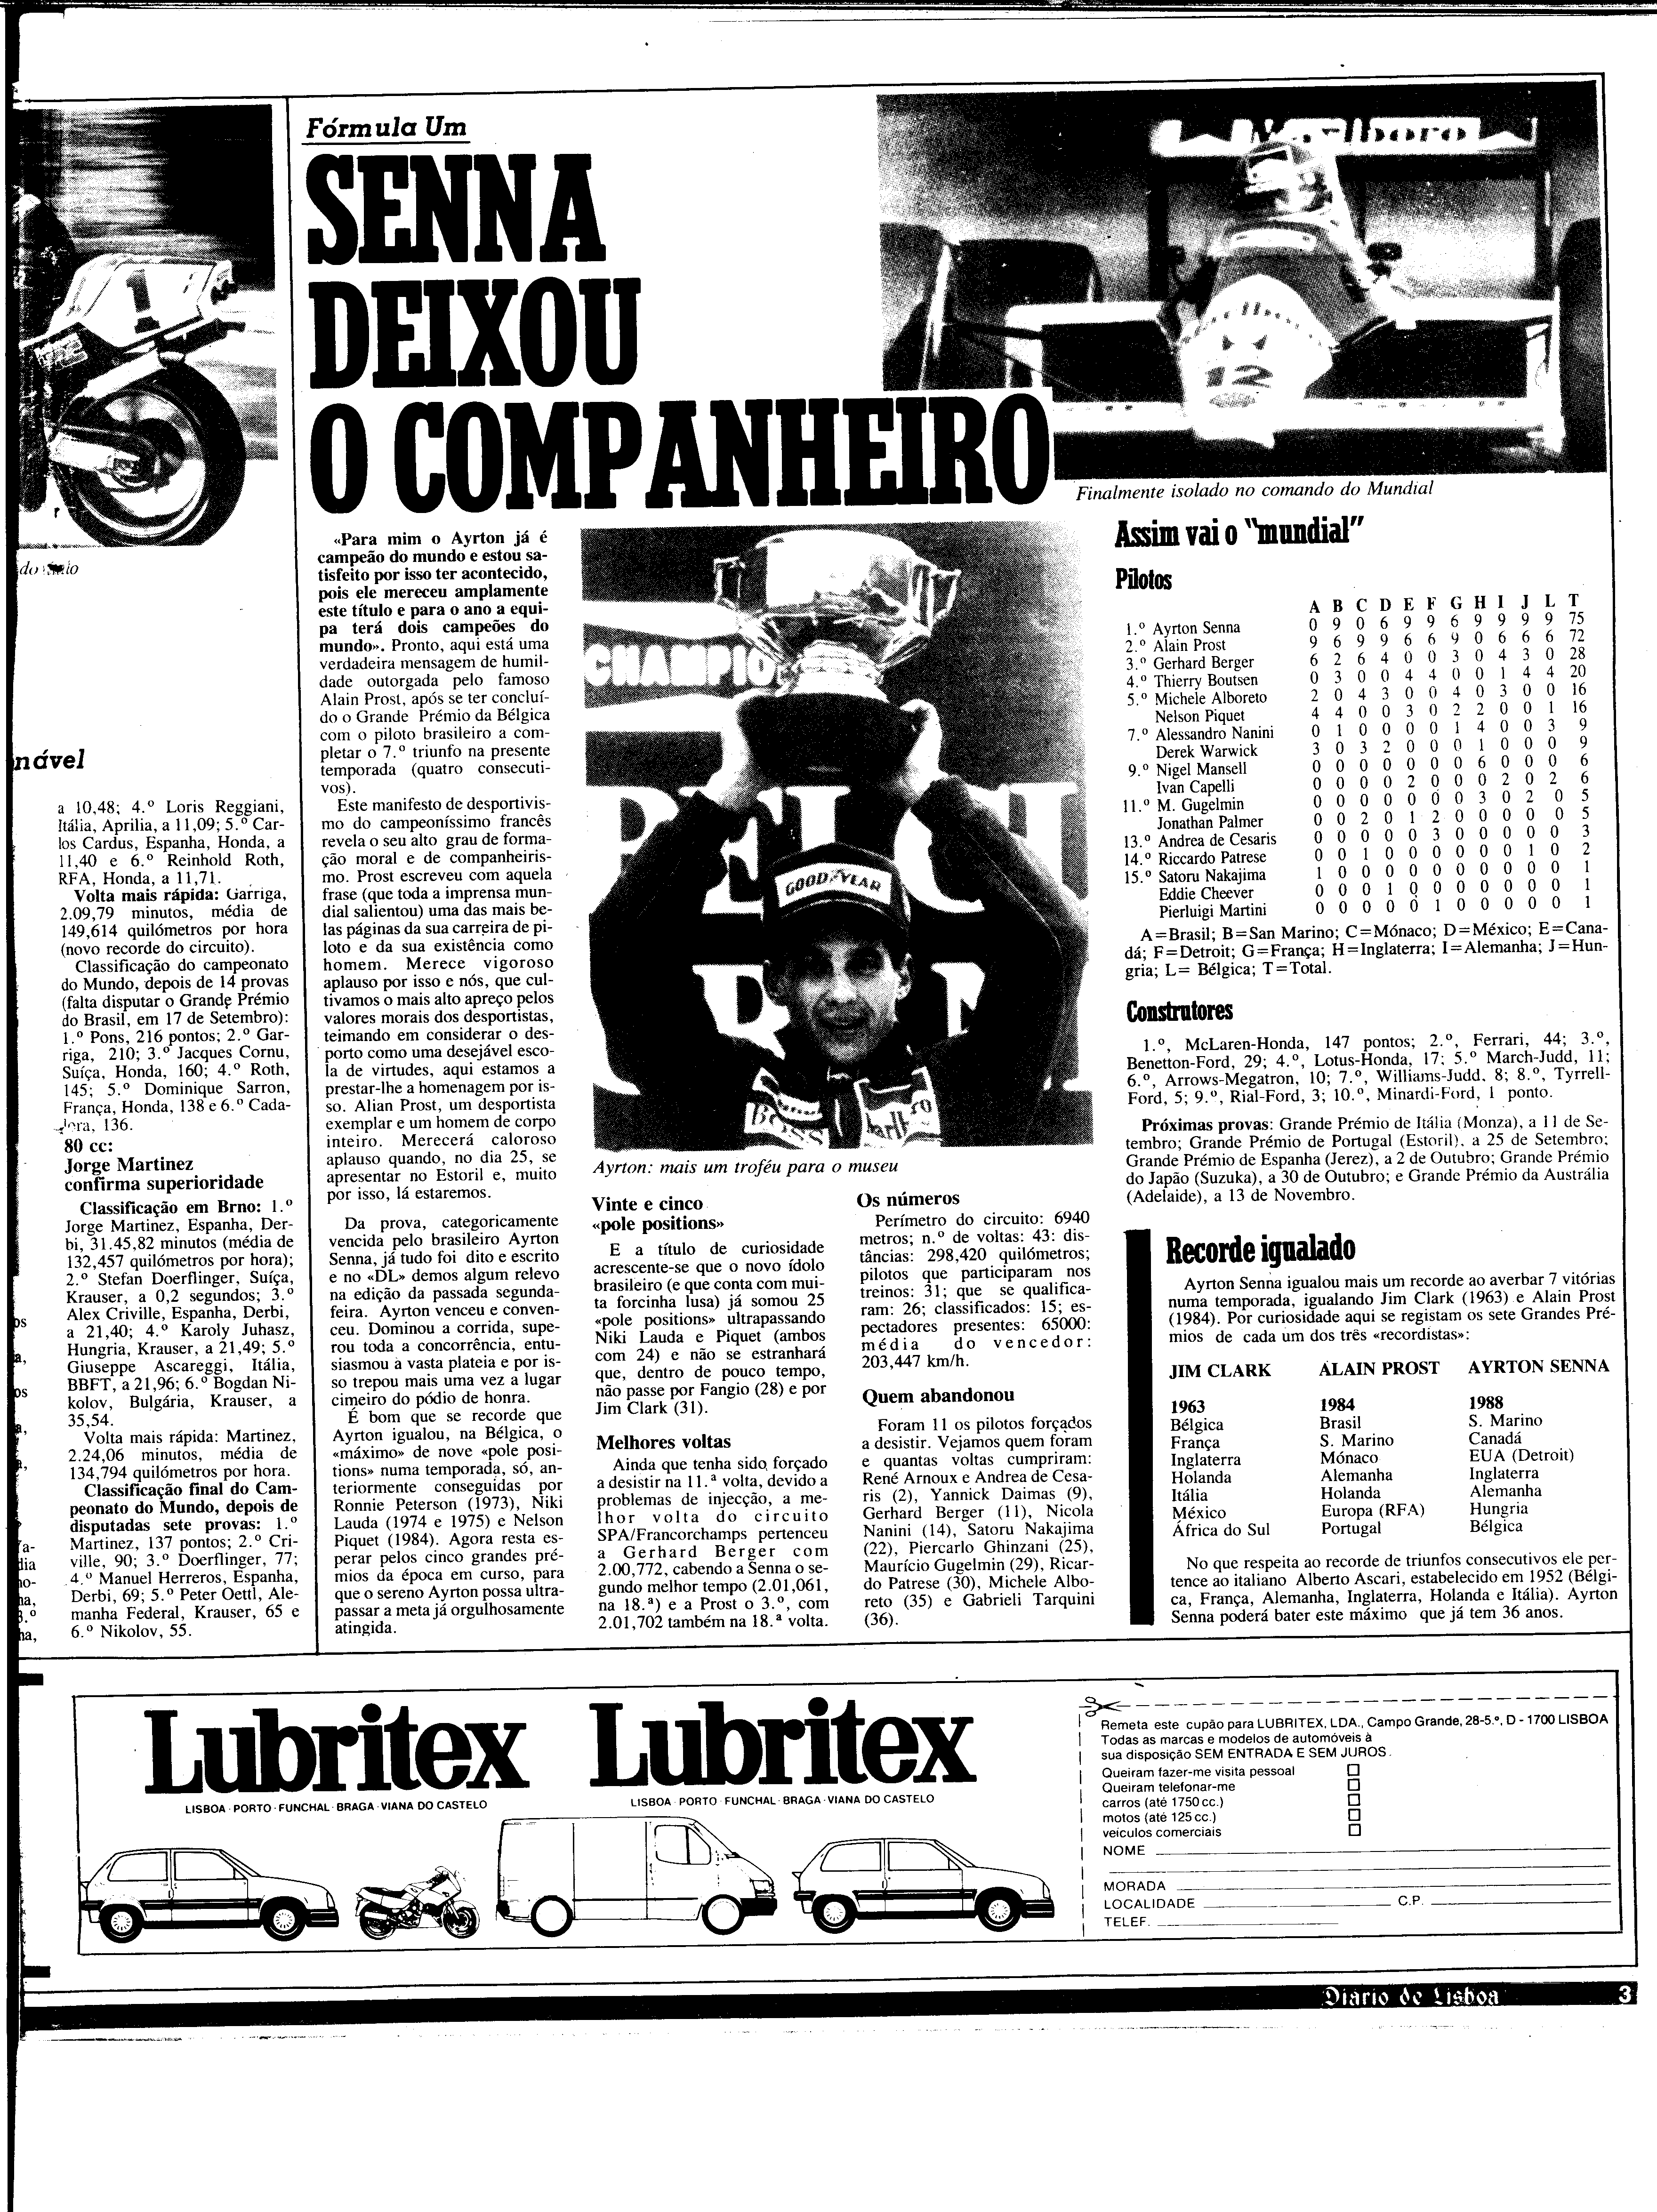 do
nável
a 10,48; 4.º Loris Reggiani,
Itália, Aprilia, a 11,09; 5.º Car-
los Cardus, Espanha, Honda, a
11,40 e 6.º Reinhold Roth,
RFA, Honda, a 11,71.
Volta mais rápida: Garriga,
2.09,79 minutos, média de
149,614 quilómetros por hora
(novo recorde do circuito).
Classificação do campeonato
do Mundo, depois de 14 provas
(falta disputar o Grande Prémio
do Brasil, em 17 de Setembro):
1.º Pons, 216 pontos; 2.º Gar-
riga, 210; 3.º Jacques Cornu,
Suíça, Honda, 160; 4.º Roth,
145; 5.º Dominique Sarron,
França, Honda, 138 e 6.º Cada-
lora, 136.
80 cc:
Jorge Martinez
confirma superioridade
Classificação em Brno: 1.º
Jorge Martinez, Espanha, Der-
bi, 31.45,82 minutos (média de
132,457 quilómetros por hora);
2.º Stefan Doerflinger, Suíça,
Krauser, a 0,2 segundos; 3.º
Alex Criville, Espanha, Derbi,
a 21,40; 4.º Karoly Juhasz,
Hungria, Krauser, a 21,49; 5.º
Giuseppe Ascareggi, Itália,
BBFT, a 21,96; 6.º Bogdan Ni-
kolov, Bulgária, Krauser, a
35,54.
Volta mais rápida: Martinez,
2.24,06 minutos, média de
134,794 quilómetros por hora.
Classificação final do Cam-
peonato do Mundo, depois de
disputadas sete provas: 1.º
Martinez, 137 pontos; 2.º Cri-
ville, 90; 3.º Doerflinger, 77;
4.º Manuel Herreros, Espanha,
Derbi, 69; 5.º Peter Oettl, Ale-
manha Federal, Krauser, 65 e
6.º Nikolov, 55.
Fórmula Um
SENNA
DEIXOU
O COMPANHEIRO
Marlboro
12
Finalmente isolado no comando do Mundial
«Para mim o Ayrton já é
campeão do mundo e estou sa-
tisfeito por isso ter acontecido,
pois ele mereceu amplamente
este título e para o ano a equi-
pa terá dois campeões do
mundo». Pronto, aqui está uma
verdadeira mensagem de humil-
dade outorgada pelo famoso
Alain Prost, após se ter concluí-
do o Grande Prémio da Bélgica
com o piloto brasileiro a com-
pletar o 7.º triunfo na presente
temporada (quatro consecuti-
vos).
Este manifesto de desportivis-
mo do campeoníssimo francês
revela o seu alto grau de forma-
ção moral e de companheiris-
mo. Prost escreveu com aquela
frase (que toda a imprensa mun-
dial salientou) uma das mais be-
las páginas da sua carreira de pi-
loto e da sua existência como
homem. Merece vigoroso
aplauso por isso e nós, que cul-
tivamos o mais alto apreço pelos
valores morais dos desportistas,
teimando em considerar o des-
porto como uma desejável esco-
la de virtudes, aqui estamos a
prestar-lhe a homenagem por is-
so. Alian Prost, um desportista
exemplar e um homem de corpo
inteiro. Merecerá caloroso
aplauso quando, no dia 25, se
apresentar no Estoril e, muito
por isso, lá estaremos.
Da prova, categoricamente
vencida pelo brasileiro Ayrton
Senna, já tudo foi dito e escrito
e no «DL» demos algum relevo
na edição da passada segunda-
feira. Ayrton venceu e conven-
ceu. Dominou a corrida, supe-
rou toda a concorrência, entu-
siasmou a vasta plateia e por is-
so trepou mais uma vez a lugar
cimeiro do pódio de honra.
É bom que se recorde que
Ayrton igualou, na Bélgica, o
«máximo» de nove «pole posi-
tions» numa temporada, só, an-
teriormente conseguidas por
Ronnie Peterson (1973), Niki
Lauda (1974 e 1975) e Nelson
Piquet (1984). Agora resta es-
perar pelos cinco grandes pré-
mios da época em curso, para
que o sereno Ayrton possa ultra-
passar a meta já orgulhosamente
atingida.
CHAMPIO
GOOD YEAR
BOSS
Marlboro
Ayrton: mais um troféu para o museu
Vinte e cinco
«pole positions»
E a título de curiosidade
acrescente-se que o novo ídolo
brasileiro (e que conta com mui-
ta forcinha lusa) já somou 25
«pole positions» ultrapassando
Niki Lauda e Piquet (ambos
com 24) e não se estranhará
que, dentro de pouco tempo,
não passe por Fangio (28) e por
Jim Clark (31).
Melhores voltas
Ainda que tenha sido forçado
a desistir na 11.ª volta, devido a
problemas de injecção, a me-
lhor volta do circuito
SPA/Francorchamps pertenceu
a Gerhard Berger com
2.00,772, cabendo a Senna o se-
gundo melhor tempo (2.01,061,
na 18.ª) e a Prost o 3.º, com
2.01,702 também na 18.ª volta.
Os números
Perímetro do circuito: 6940
metros; n.º de voltas: 43: dis-
tâncias: 298,420 quilómetros;
pilotos que participaram nos
treinos: 31; que se qualifica-
ram: 26; classificados: 15; es-
pectadores presentes: 65000:
média do vencedor:
203,447 km/h.
Quem abandonou
Foram 11 os pilotos forçados
a desistir. Vejamos quem foram
e quantas voltas cumpriram:
René Arnoux e Andrea de Cesa-
ris (2), Yannick Daimas (9),
Gerhard Berger (11), Nicola
Nanini (14), Satoru Nakajima
(22), Piercarlo Ghinzani (25),
Maurício Gugelmin (29), Ricar-
do Patrese (30), Michele Albo-
reto (35) e Gabrieli Tarquini
(36).
Assim vai o "mundial"
Pilotos
A B C D E F G H I J L T
1.º Ayrton Senna 0 9 0 6 9 9 6 9 9 9 9 75
2.º Alain Prost 9 6 9 9 6 6 9 0 6 6 6 72
3.º Gerhard Berger 6 2 6 4 0 0 3 0 4 3 0 28
4.º Thierry Boutsen 0 3 0 0 4 4 0 0 1 4 4 20
5.º Michele Alboreto 2 0 4 3 0 0 4 0 3 0 0 16
Nelson Piquet 4 4 0 0 3 0 2 2 0 0 1 16
7.º Alessandro Nanini 0 1 0 0 0 0 1 4 0 0 3 9
Derek Warwick 3 0 3 2 0 0 0 1 0 0 0 9
9.º Nigel Mansell 0 0 0 0 0 0 0 6 0 0 0 6
Ivan Capelli 0 0 0 0 2 0 0 0 2 0 2 6
11.º M. Gugelmin 0 0 0 0 0 0 0 3 0 2 0 5
Jonathan Palmer 0 0 2 0 1 2 0 0 0 0 0 5
13.º Andrea de Cesaris 0 0 0 0 0 3 0 0 0 0 0 3
14.º Riccardo Patrese 0 0 1 0 0 0 0 0 0 1 0 2
15.º Satoru Nakajima 1 0 0 0 0 0 0 0 0 0 0 1
Eddie Cheever 0 0 0 1 0 0 0 0 0 0 0 1
Pierluigi Martini 0 0 0 0 0 1 0 0 0 0 0 1
A=Brasil; B=San Marino; C=Mónaco; D=México; E=Cana-
dá; F=Detroit; G=França; H=Inglaterra; I=Alemanha; J=Hun-
gria; L= Bélgica; T=Total.
Construtores
1.º, McLaren-Honda, 147 pontos; 2.º, Ferrari, 44; 3.º,
Benetton-Ford, 29; 4.º, Lotus-Honda, 17; 5.º March-Judd, 11;
6.º, Arrows-Megatron, 10; 7.º, Williams-Judd, 8; 8.º, Tyrrell-
Ford, 5; 9.º, Rial-Ford, 3; 10.º, Minardi-Ford, 1 ponto.
Próximas provas: Grande Prémio de Itália (Monza), a 11 de Se-
tembro; Grande Prémio de Portugal (Estoril), a 25 de Setembro;
Grande Prémio de Espanha (Jerez), a 2 de Outubro; Grande Prémio
do Japão (Suzuka), a 30 de Outubro; e Grande Prémio da Austrália
(Adelaide), a 13 de Novembro.
Recorde igualado
Ayrton Senna igualou mais um recorde ao averbar 7 vitórias
numa temporada, igualando Jim Clark (1963) e Alain Prost
(1984). Por curiosidade aqui se registam os sete Grandes Pré-
mios de cada um dos três «recordistas»:
JIM CLARK ALAIN PROST AYRTON SENNA
1963 1984 1988
Bélgica Brasil S. Marino
França S. Marino Canadá
Inglaterra Mónaco EUA (Detroit)
Holanda Alemanha Inglaterra
Itália Holanda Alemanha
México Europa (RFA) Hungria
África do Sul Portugal Bélgica
No que respeita ao recorde de triunfos consecutivos ele per-
tence ao italiano Alberto Ascari, estabelecido em 1952 (Bélgi-
ca, França, Alemanha, Inglaterra, Holanda e Itália). Ayrton
Senna poderá bater este máximo que já tem 36 anos.
Lubritex
LISBOA · PORTO · FUNCHAL · BRAGA · VIANA DO CASTELO
Lubritex
LISBOA · PORTO · FUNCHAL · BRAGA · VIANA DO CASTELO
Remeta este cupão para LUBRITEX, LDA., Campo Grande, 28-5.º, D - 1700 LISBOA
Todas as marcas e modelos de automóveis à
sua disposição SEM ENTRADA E SEM JUROS.
Queiram fazer-me visita pessoal
Queiram telefonar-me
carros (até 1750 cc.)
motos (até 125 cc.)
veículos comerciais
NOME
MORADA
LOCALIDADE C.P.
TELEF.
Diário de Lisboa 3